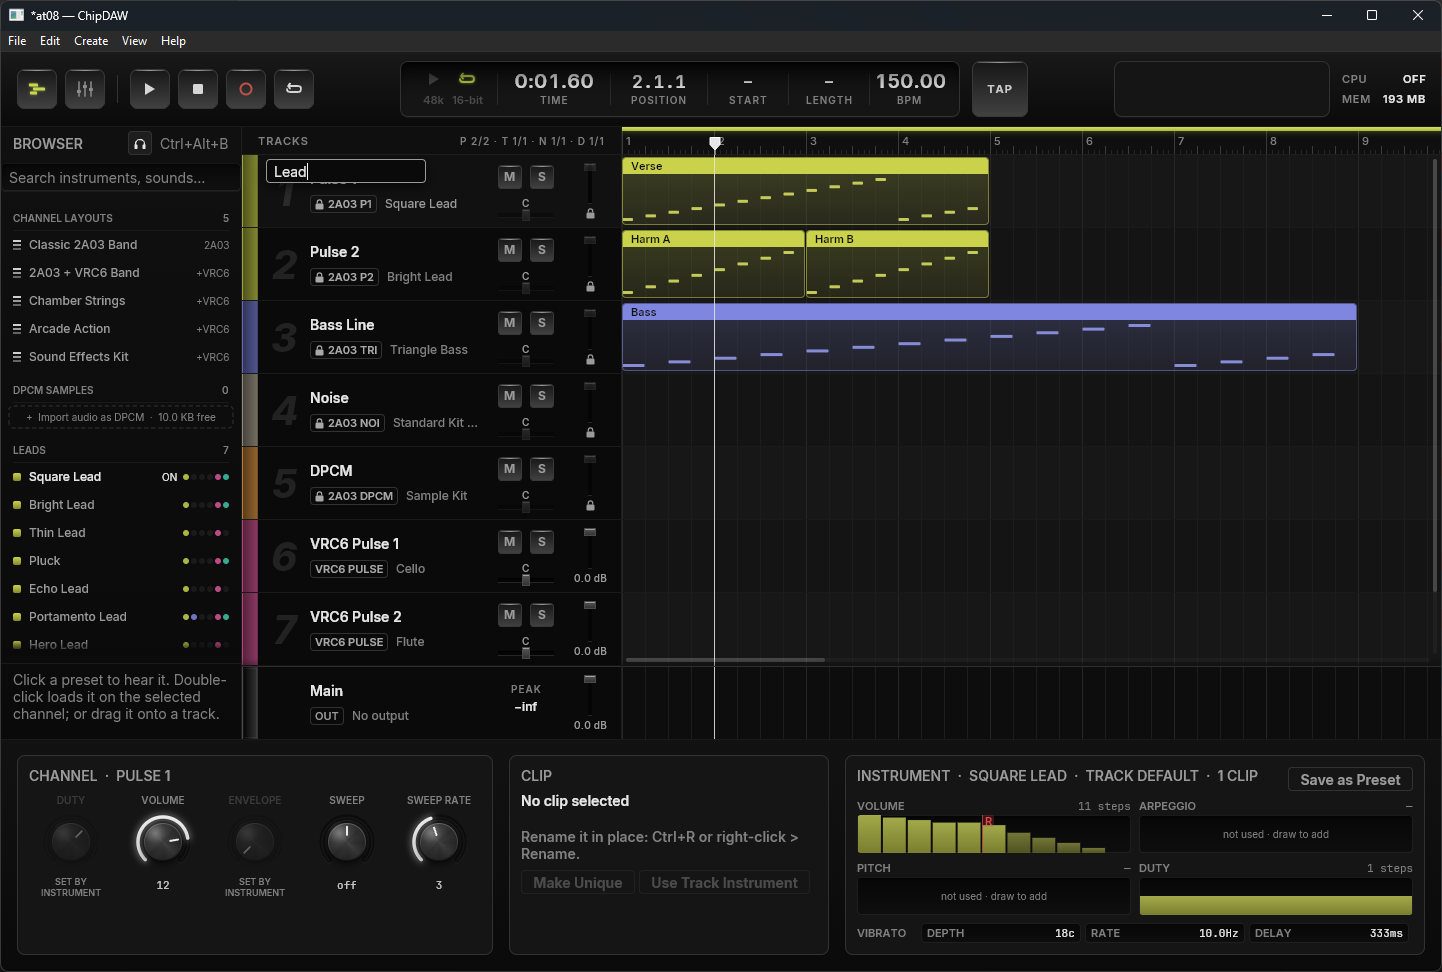 *at08 — ChipDAW
File Edit Create View Help
48k 16-bit
0:01.60 TIME
2.1.1 POSITION
– START
– LENGTH
150.00 BPM
TAP
CPU OFF
MEM 193 MB
BROWSER Ctrl+Alt+B
Search instruments, sounds...
CHANNEL LAYOUTS 5
Classic 2A03 Band 2A03
2A03 + VRC6 Band +VRC6
Chamber Strings +VRC6
Arcade Action +VRC6
Sound Effects Kit +VRC6
DPCM SAMPLES 0
+ Import audio as DPCM · 10.0 KB free
LEADS 7
Square Lead ON
Bright Lead
Thin Lead
Pluck
Echo Lead
Portamento Lead
Hero Lead
Click a preset to hear it. Double-
click loads it on the selected
channel; or drag it onto a track.
TRACKS P 2/2 · T 1/1 · N 1/1 · D 1/1
1 2 3 4 5 6 7 8 9
Lead
1 M S
2A03 P1 Square Lead C
2 Pulse 2 M S
2A03 P2 Bright Lead C
3 Bass Line M S
2A03 TRI Triangle Bass C
4 Noise M S
2A03 NOI Standard Kit ... C
5 DPCM M S
2A03 DPCM Sample Kit C
6 VRC6 Pulse 1 M S
VRC6 PULSE Cello C 0.0 dB
7 VRC6 Pulse 2 M S
VRC6 PULSE Flute C 0.0 dB
Main PEAK
OUT No output –inf 0.0 dB
Verse
Harm A Harm B
Bass
CHANNEL · PULSE 1
DUTY VOLUME ENVELOPE SWEEP SWEEP RATE
SET BY INSTRUMENT 12 SET BY INSTRUMENT off 3
CLIP
No clip selected
Rename it in place: Ctrl+R or right-click >
Rename.
Make Unique Use Track Instrument
INSTRUMENT · SQUARE LEAD · TRACK DEFAULT · 1 CLIP Save as Preset
VOLUME 11 steps ARPEGGIO –
R
not used · draw to add
PITCH – DUTY 1 steps
not used · draw to add
VIBRATO DEPTH 18c RATE 10.0Hz DELAY 333ms